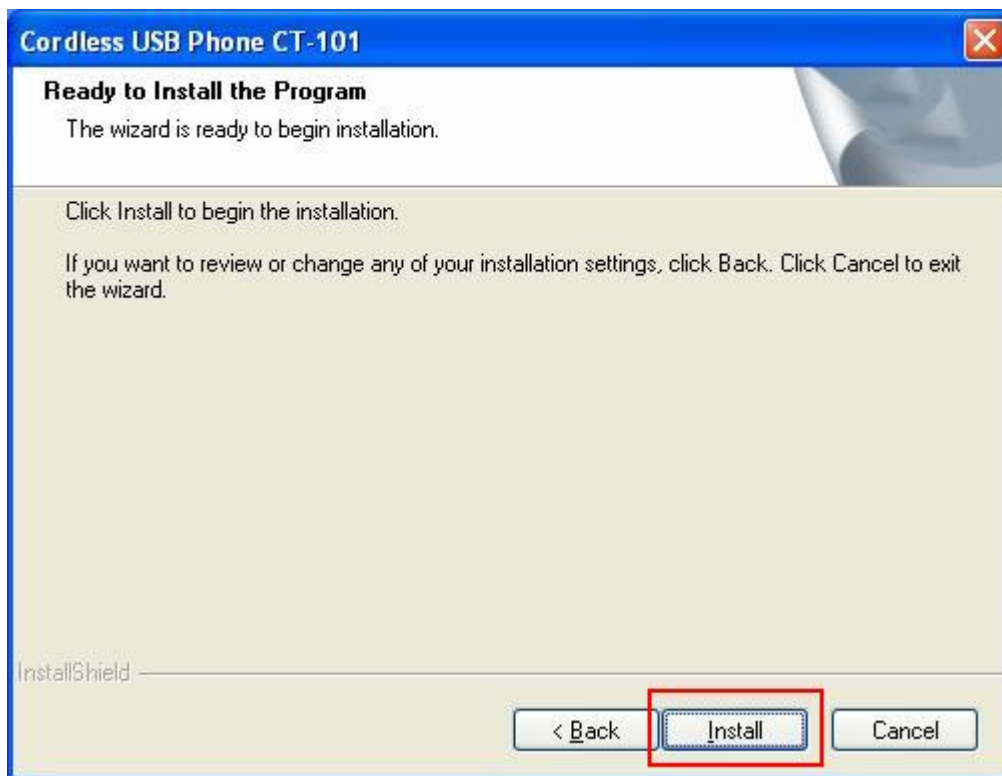 Cordless USB Phone CT-101
Ready to Install the Program
The wizard is ready to begin installation.
Click Install to begin the installation.
If you want to review or change any of your installation settings, click Back. Click Cancel to exit
the wizard.
InstallShield
< Back
Install
Cancel